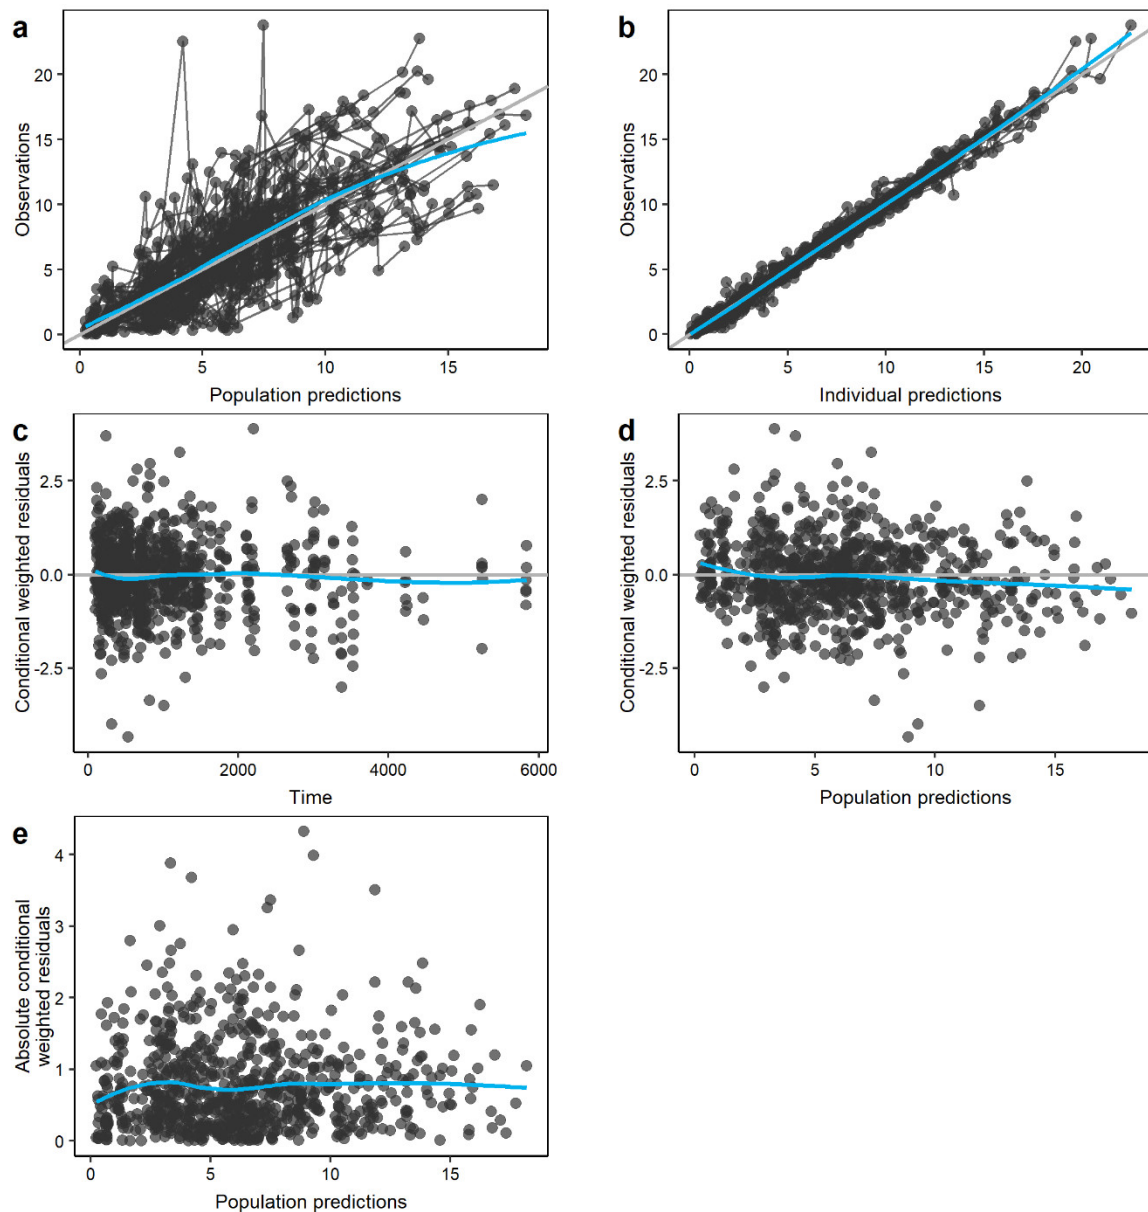 a
Observations
20
15
10
5
0
0 5 10 15
Population predictions
b
Observations
20
15
10
5
0
0 5 10 15 20
Individual predictions
c
Conditional weighted residuals
2.5
0.0
-2.5
0 2000 4000 6000
Time
d
Conditional weighted residuals
2.5
0.0
-2.5
0 5 10 15
Population predictions
e
Absolute conditional
weighted residuals
4
3
2
1
0
0 5 10 15
Population predictions